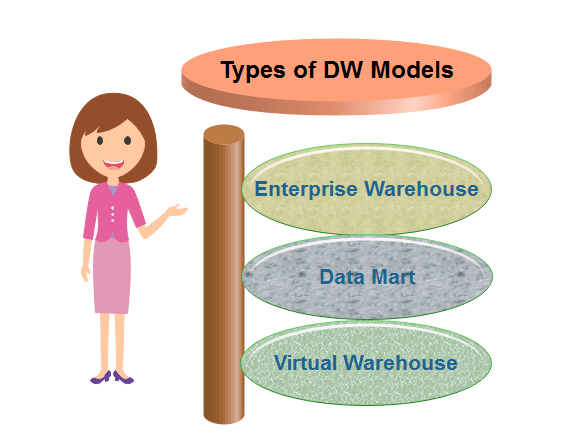 Types of DW Models
Enterprise Warehouse
Data Mart
Virtual Warehouse